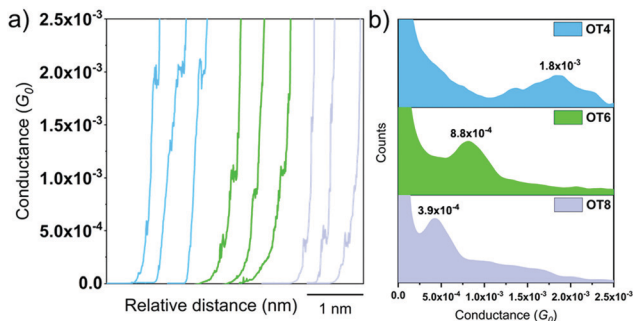 a)
Conductance (G₀)
2.5x10⁻³
2.0x10⁻³
1.5x10⁻³
1.0x10⁻³
5.0x10⁻⁴
0.0
Relative distance (nm)
1 nm
b)
Counts
OT4
1.8x10⁻³
OT6
8.8x10⁻⁴
OT8
3.9x10⁻⁴
0.0 5.0x10⁻⁴ 1.0x10⁻³ 1.5x10⁻³ 2.0x10⁻³ 2.5x10⁻³
Conductance (G₀)